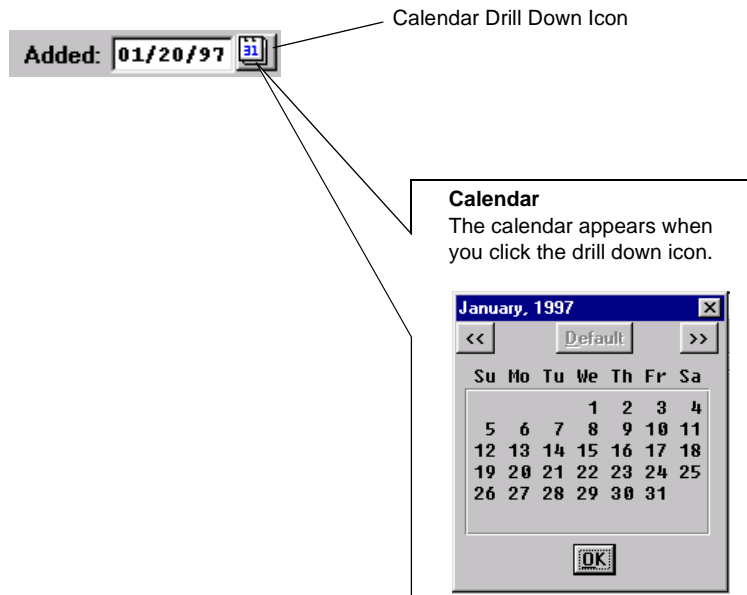 Calendar Drill Down Icon
Added: 01/20/97 31
Calendar
The calendar appears when
you click the drill down icon.
January, 1997
<< Default >>
Su Mo Tu We Th Fr Sa
1 2 3 4
5 6 7 8 9 10 11
12 13 14 15 16 17 18
19 20 21 22 23 24 25
26 27 28 29 30 31
OK